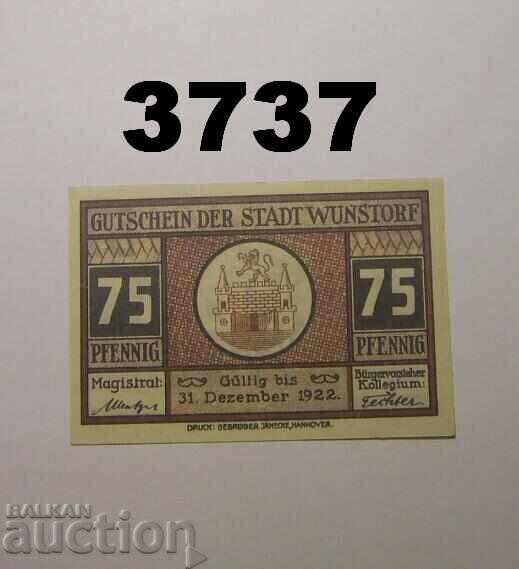 3737
GUTSCHEIN DER STADT WUNSTORF
75 75
PFENNIG PFENNIG
Magistrat: Gültig bis Bürgervorsteher
31. Dezember 1922. Kollegium:
DRUCK: GEBRÜDER JÄNECKE, HANNOVER.
BALKAN
auction